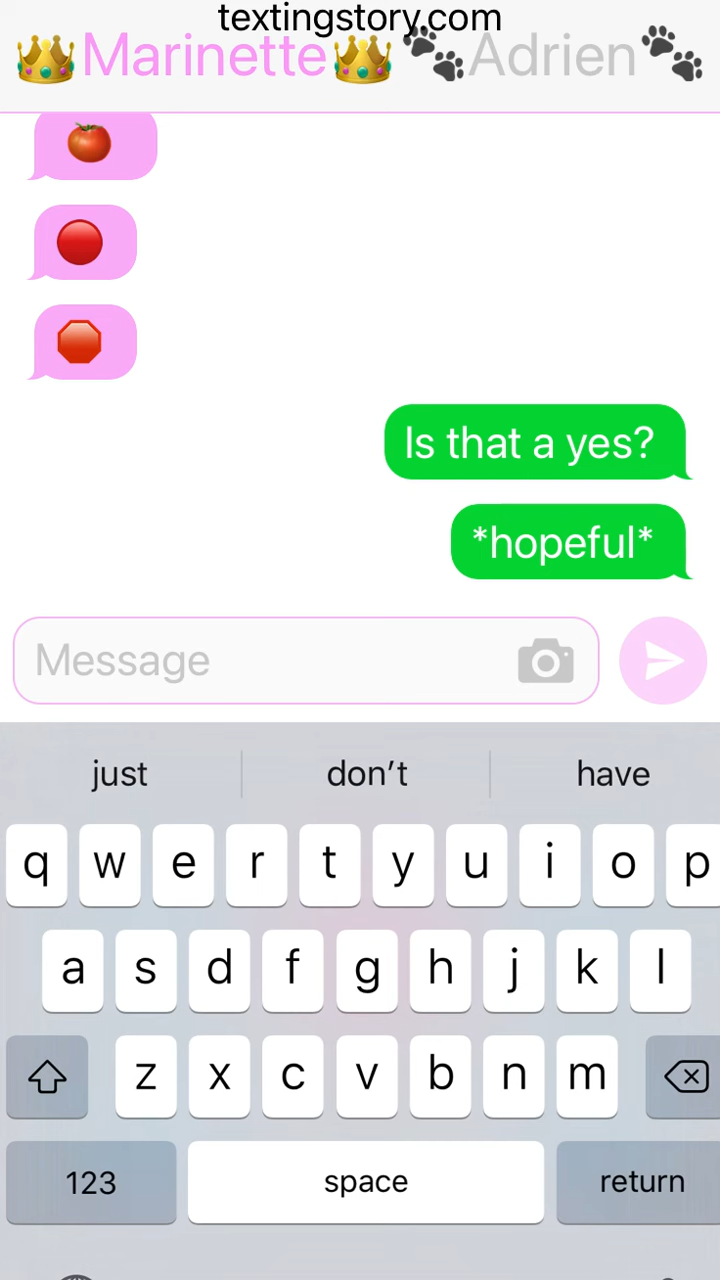 textingstory.com
👑Marinette👑🐾Adrien🐾
Is that a yes?
*hopeful*
Message
just don’t have
q w e r t y u i o p
a s d f g h j k l
z x c v b n m
123 space return